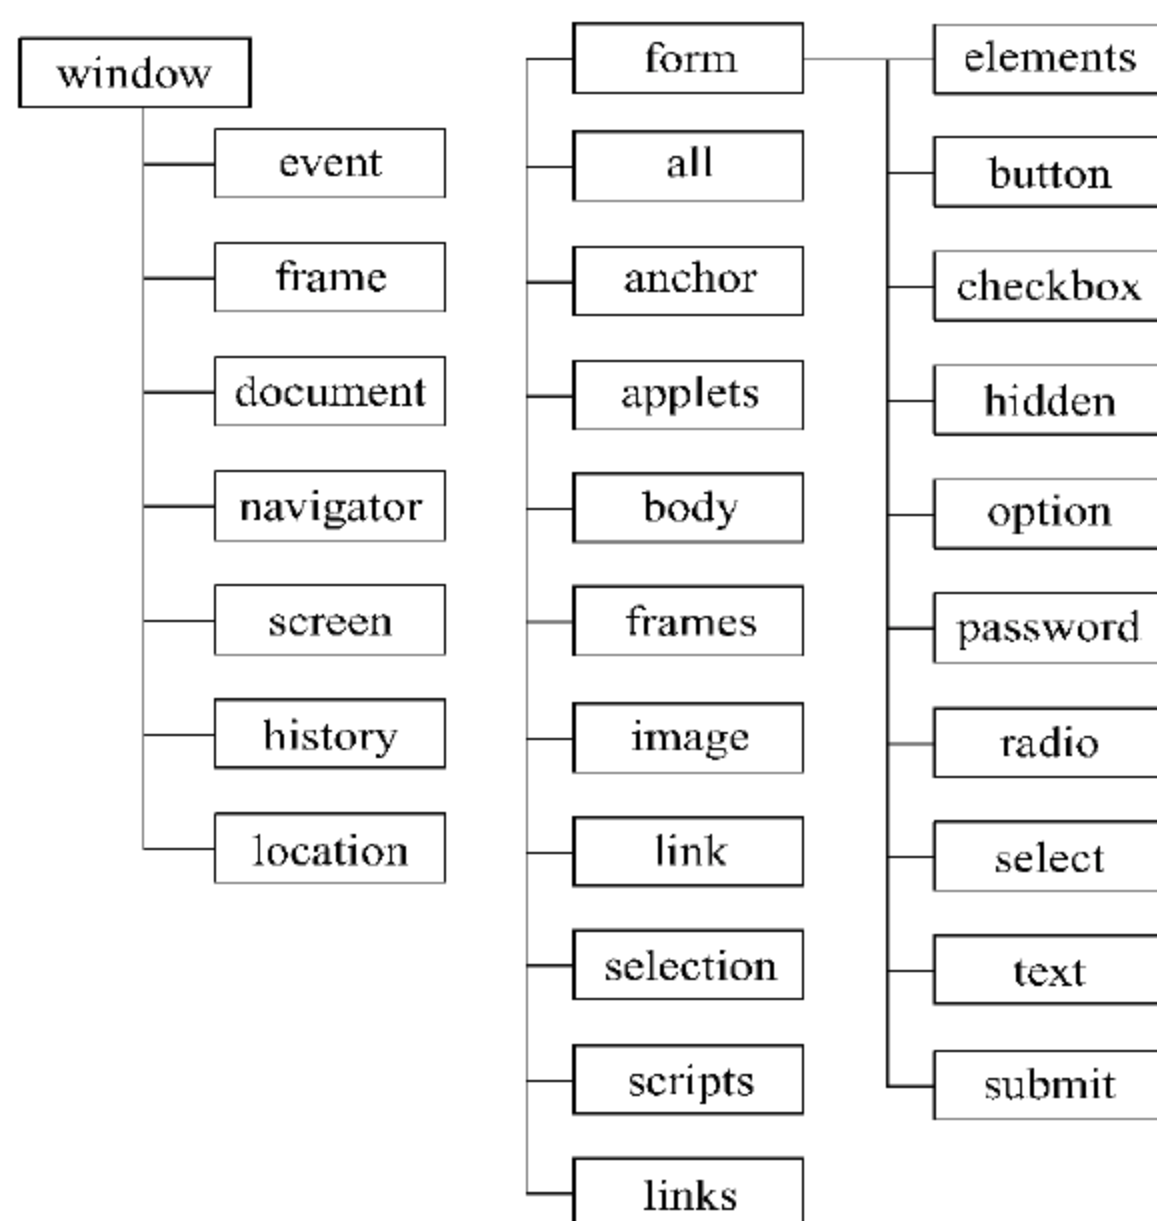 window
event
frame
document
navigator
screen
history
location
form
all
anchor
applets
body
frames
image
link
selection
scripts
links
elements
button
checkbox
hidden
option
password
radio
select
text
submit